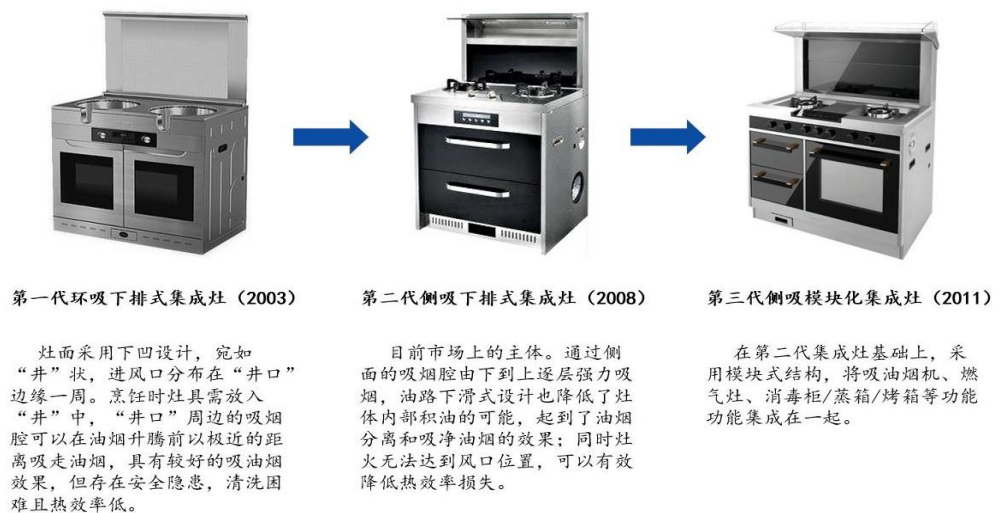 第一代环吸下排式集成灶（2003）
灶面采用下凹设计，宛如
“井”状，进风口分布在“井口”
边缘一周。烹饪时灶具需放入
“井”中，“井口”周边的吸烟
腔可以在油烟升腾前以极近的距
离吸走油烟，具有较好的吸油烟
效果，但存在安全隐患，清洗困
难且热效率低。
第二代侧吸下排式集成灶（2008）
目前市场上的主体。通过侧
面的吸烟腔由下到上逐层强力吸
烟，油路下滑式设计也降低了灶
体内部积油的可能，起到了油烟
分离和吸净油烟的效果；同时灶
火无法达到风口位置，可以有效
降低热效率损失。
第三代侧吸模块化集成灶（2011）
在第二代集成灶基础上，采
用模块式结构，将吸油烟机、燃
气灶、消毒柜/蒸箱/烤箱等功能
功能集成在一起。